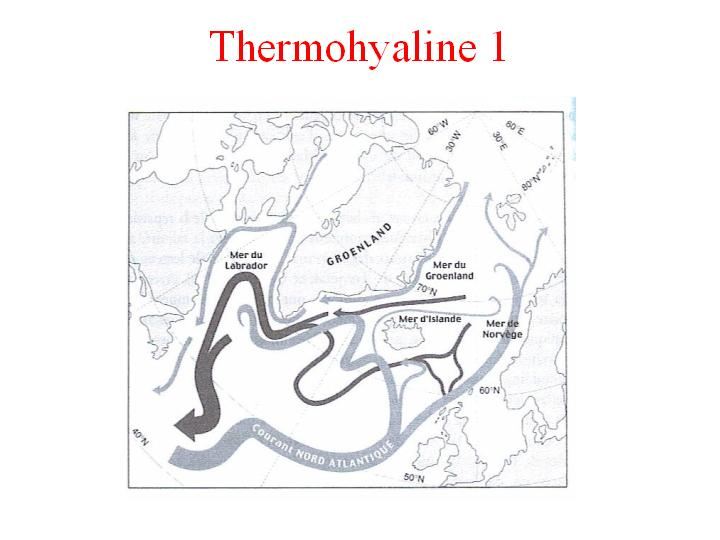 Thermohyaline 1
60°W
30°W
60°E
30°E
80°N
GROENLAND
Mer du
Labrador
Mer du
Groenland
70°N
Mer d'Islande
Mer de
Norvège
60°N
40°N
Courant NORD ATLANTIQUE
50°N